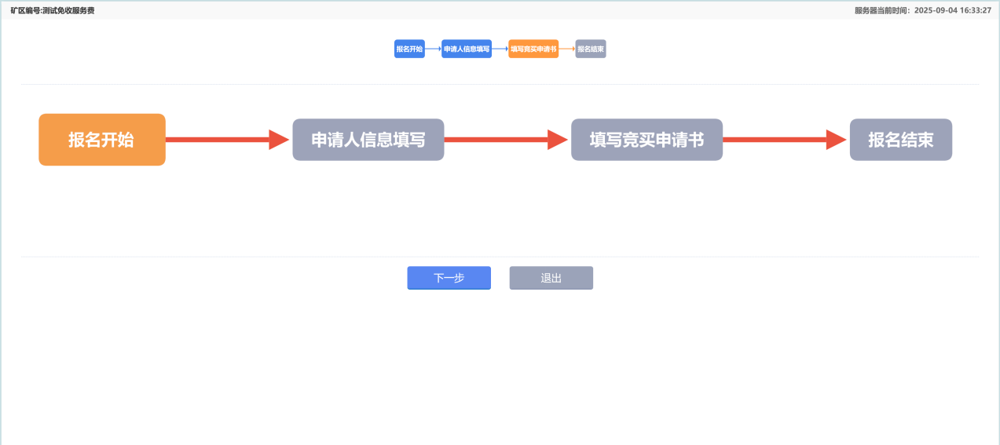 矿区编号:测试免收服务费
服务器当前时间：2025-09-04 16:33:27
报名开始 申请人信息填写 填写竞买申请书 报名结束
报名开始 申请人信息填写 填写竞买申请书 报名结束
下一步 退出